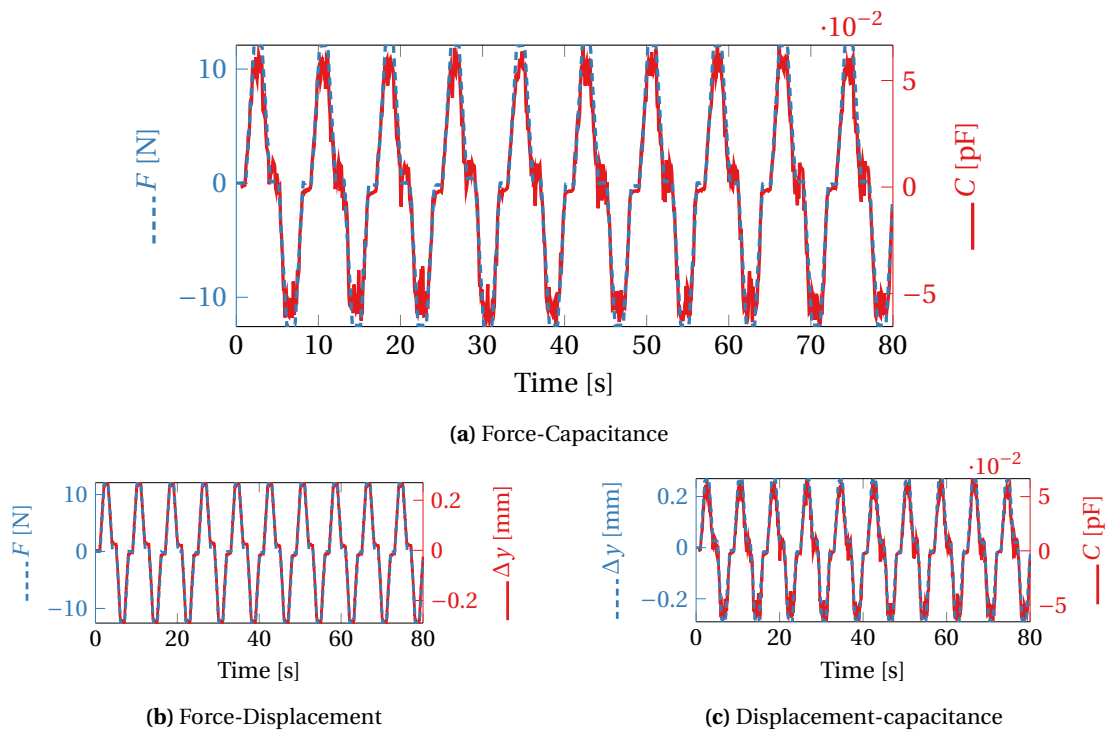 ·10⁻²
10
0
−10
F [N]
5
0
−5
C [pF]
0 10 20 30 40 50 60 70 80
Time [s]
(a) Force-Capacitance
10
0
−10
F [N]
0.2
0
−0.2
Δy [mm]
0 20 40 60 80
Time [s]
(b) Force-Displacement
·10⁻²
0.2
0
−0.2
Δy [mm]
5
0
−5
C [pF]
0 20 40 60 80
Time [s]
(c) Displacement-capacitance